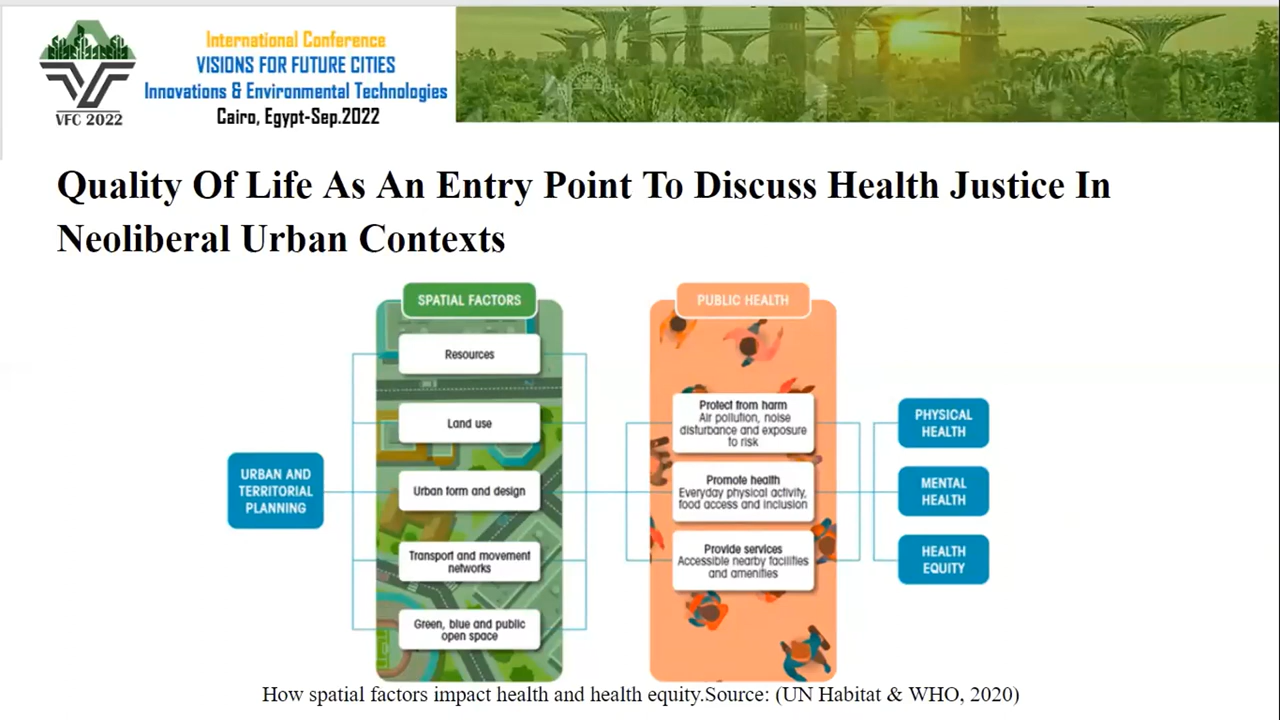 International Conference
VISIONS FOR FUTURE CITIES
Innovations & Environmental Technologies
Cairo, Egypt-Sep.2022
VFC 2022
Quality Of Life As An Entry Point To Discuss Health Justice In
Neoliberal Urban Contexts
URBAN AND
TERRITORIAL
PLANNING
SPATIAL FACTORS
Resources
Land use
Urban form and design
Transport and movement
networks
Green, blue and public
open space
PUBLIC HEALTH
Protect from harm
Air pollution, noise
disturbance and exposure
to risk
Promote health
Everyday physical activity,
food access and inclusion
Provide services
Accessible nearby facilities
and amenities
PHYSICAL
HEALTH
MENTAL
HEALTH
HEALTH
EQUITY
How spatial factors impact health and health equity.Source: (UN Habitat & WHO, 2020)